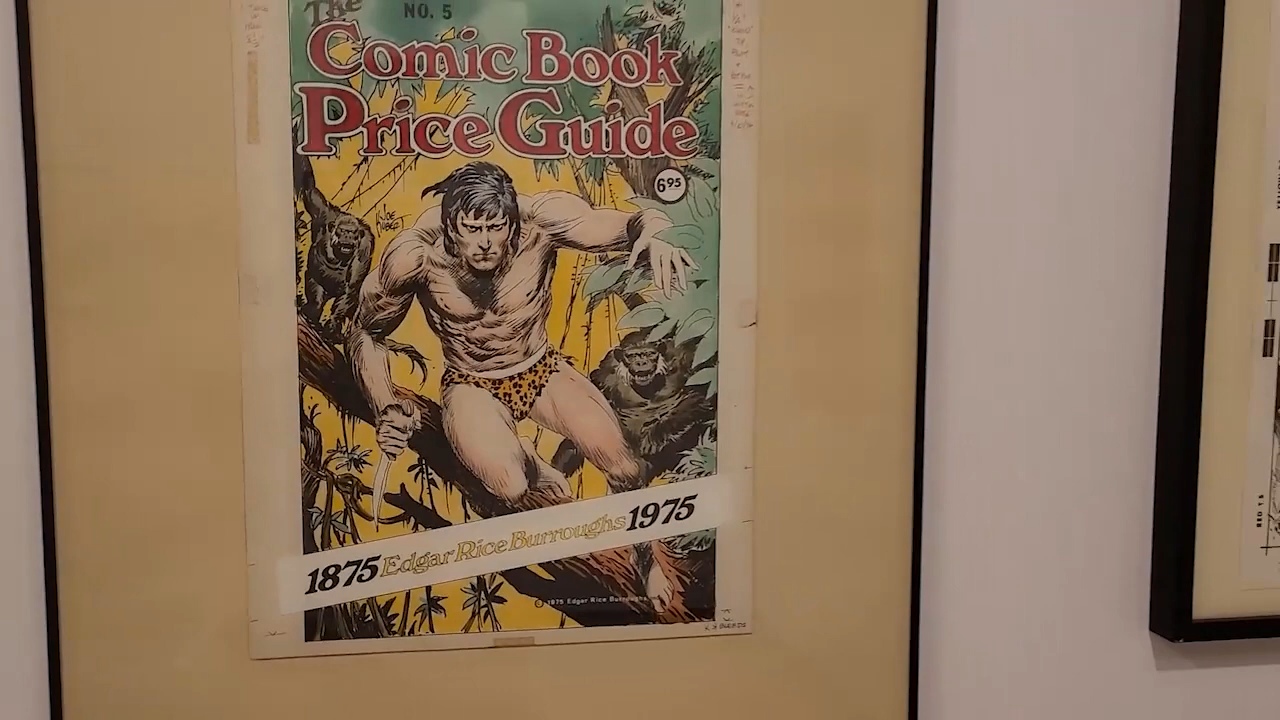 The
NO. 5
Comic Book
Price Guide
6 95
JOE
KUBERT
1875 Edgar Rice Burroughs 1975
© 1975 Edgar Rice Burroughs,
RED